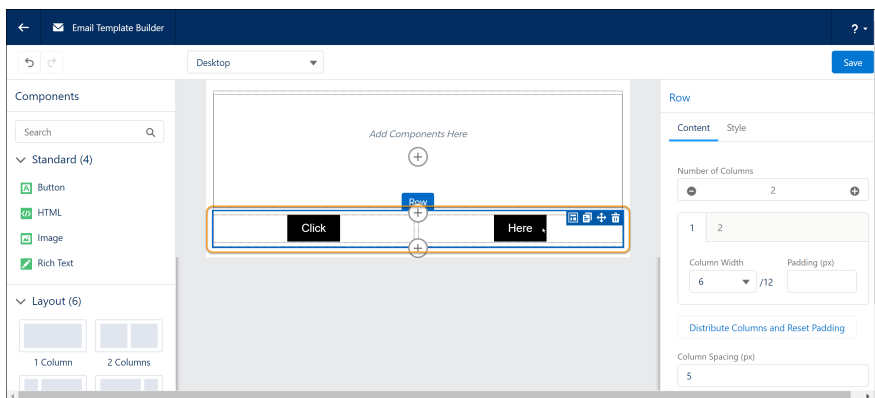 Email Template Builder
?
Desktop
Save
Components
Search
Standard (4)
Button
HTML
Image
Rich Text
Layout (6)
1 Column
2 Columns
Add Components Here
Row
Click
Here
Row
Content
Style
Number of Columns
2
1
2
Column Width
Padding (px)
6
/12
Distribute Columns and Reset Padding
Column Spacing (px)
5